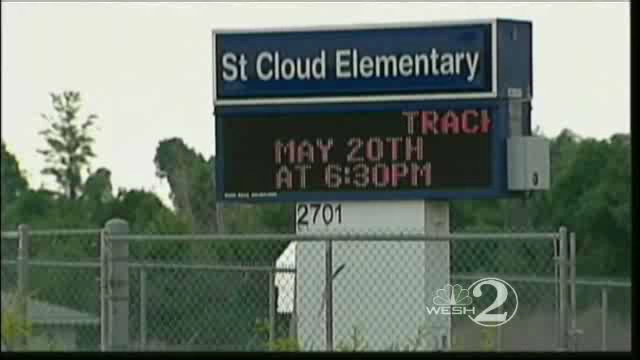 St Cloud Elementary
TRACK
MAY 20TH
AT 6:30PM
2701
WESH 2